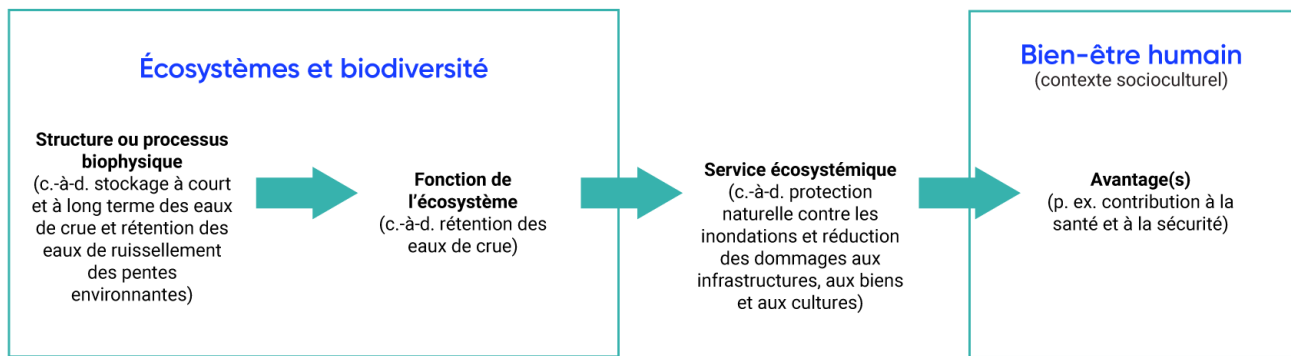 Écosystèmes et biodiversité
Structure ou processus
biophysique
(c.-à-d. stockage à court
et à long terme des eaux
de crue et rétention des
eaux de ruissellement
des pentes
environnantes)
Fonction de
l’écosystème
(c.-à-d. rétention des
eaux de crue)
Service écosystémique
(c.-à-d. protection
naturelle contre les
inondations et réduction
des dommages aux
infrastructures, aux biens
et aux cultures)
Bien-être humain
(contexte socioculturel)
Avantage(s)
(p. ex. contribution à la
santé et à la sécurité)